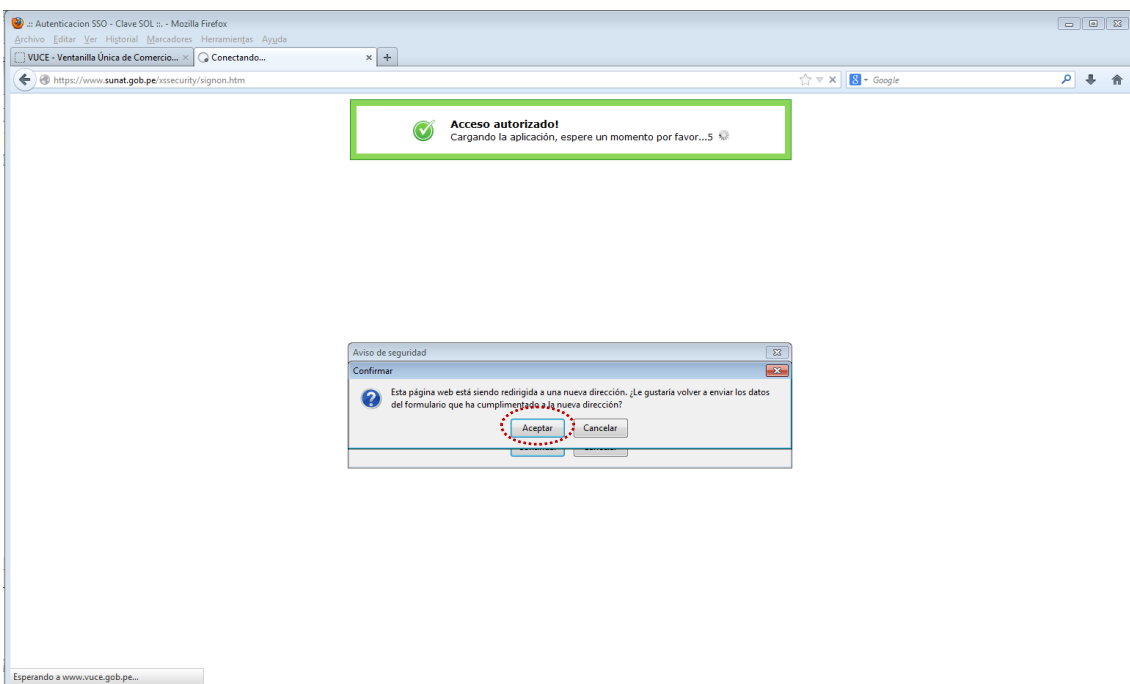 .:: Autenticacion SSO - Clave SOL ::. - Mozilla Firefox
Archivo Editar Ver Historial Marcadores Herramientas Ayuda
VUCE - Ventanilla Única de Comercio... × Conectando... × +
https://www.sunat.gob.pe/xssecurity/signon.htm
Google
Acceso autorizado!
Cargando la aplicación, espere un momento por favor...5
Aviso de seguridad
Confirmar
Esta página web está siendo redirigida a una nueva dirección. ¿Le gustaría volver a enviar los datos
del formulario que ha cumplimentado a la nueva dirección?
Aceptar Cancelar
Esperando a www.vuce.gob.pe...